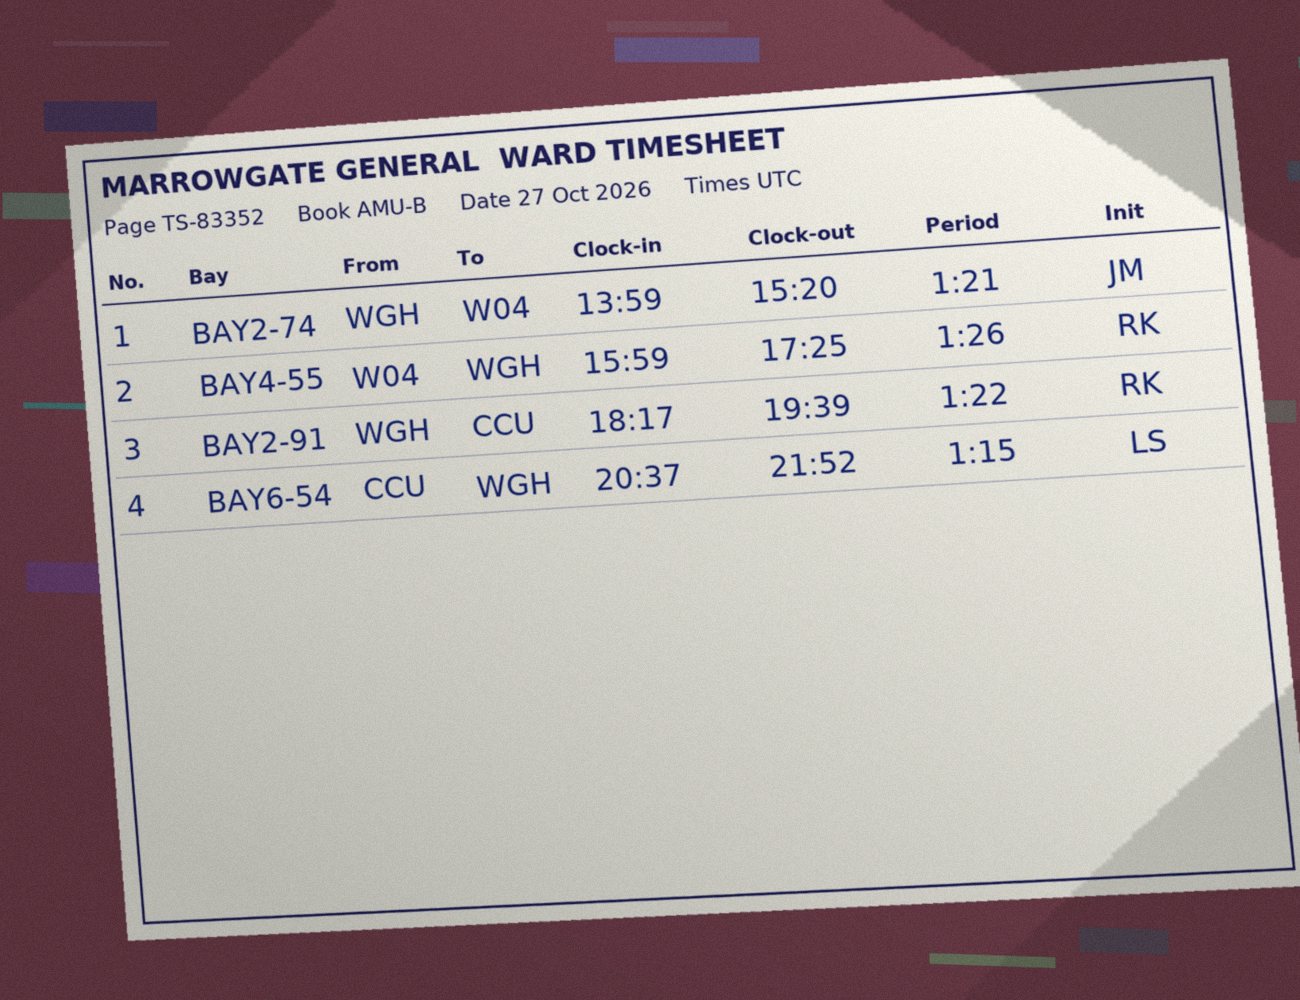 MARROWGATE GENERAL WARD TIMESHEET
Page TS-83352 Book AMU-B Date 27 Oct 2026 Times UTC
No. Bay From To Clock-in Clock-out Period Init
1 BAY2-74 WGH W04 13:59 15:20 1:21 JM
2 BAY4-55 W04 WGH 15:59 17:25 1:26 RK
3 BAY2-91 WGH CCU 18:17 19:39 1:22 RK
4 BAY6-54 CCU WGH 20:37 21:52 1:15 LS